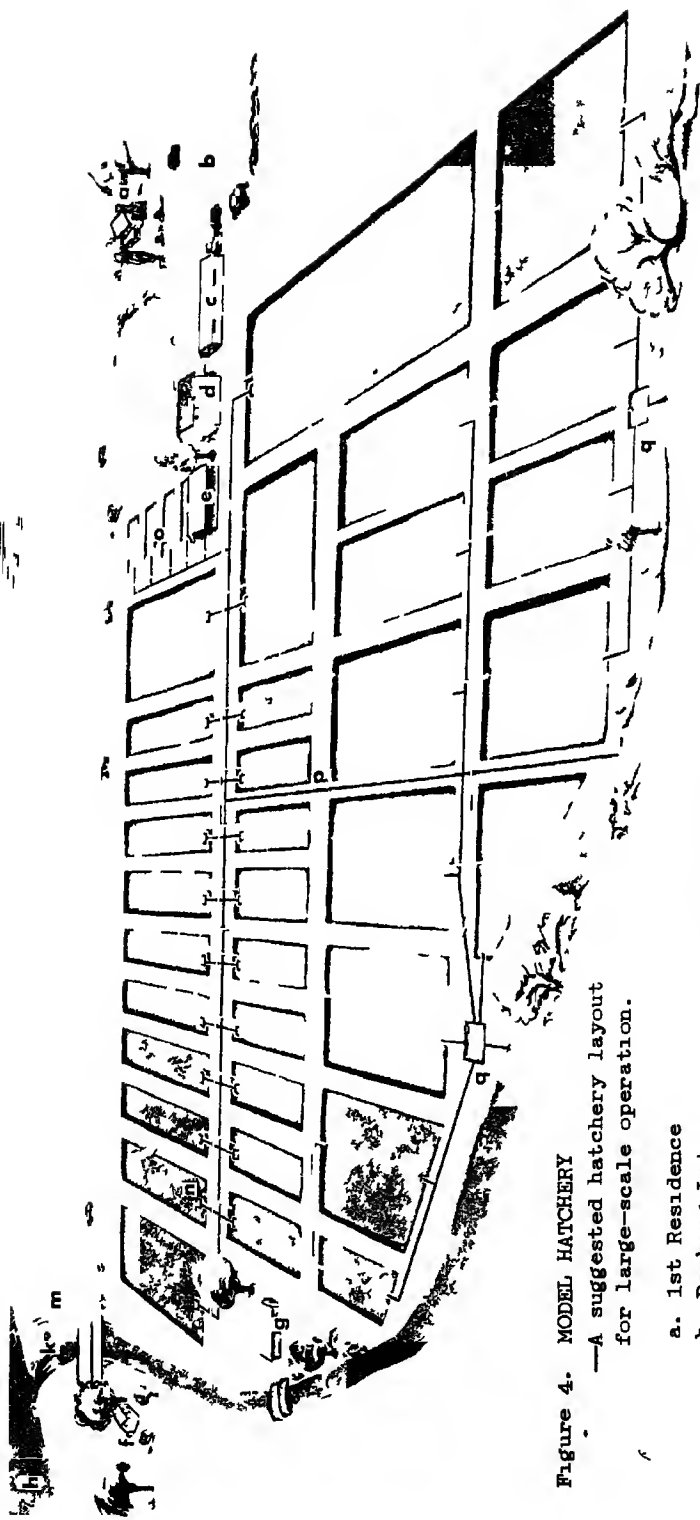 h
k
m
f
a
b
c
d
e
o
n
g
p
q
q
Figure 4. MODEL HATCHERY
—A suggested hatchery layout
for large-scale operation.
a. 1st Residence